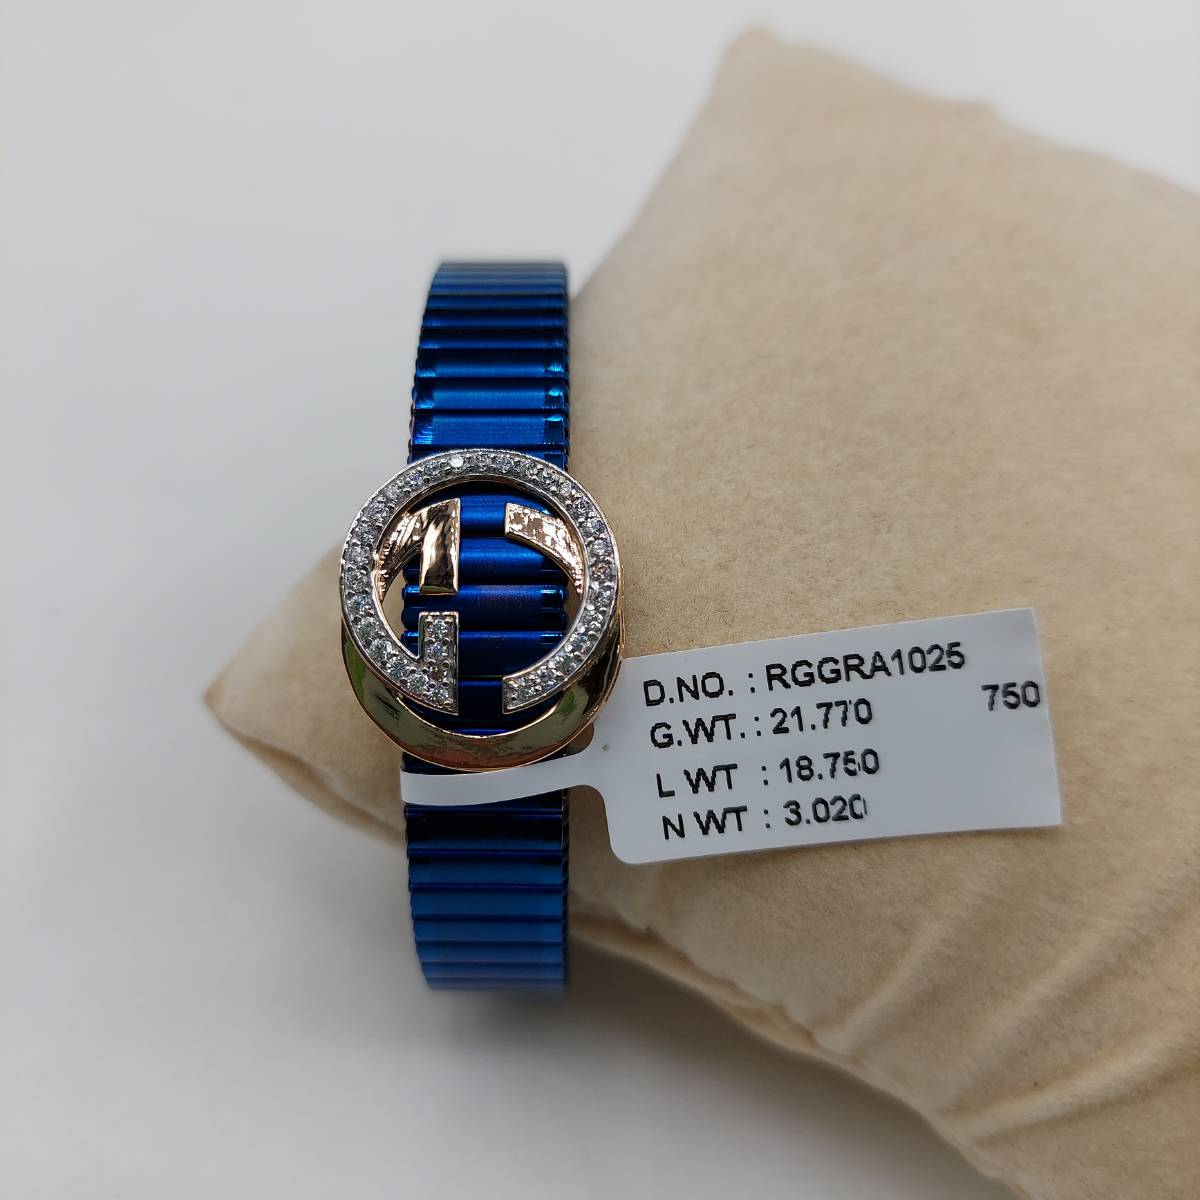 D.NO. : RGGRA1025
G.WT. : 21.770 750
L WT : 18.750
N WT : 3.020